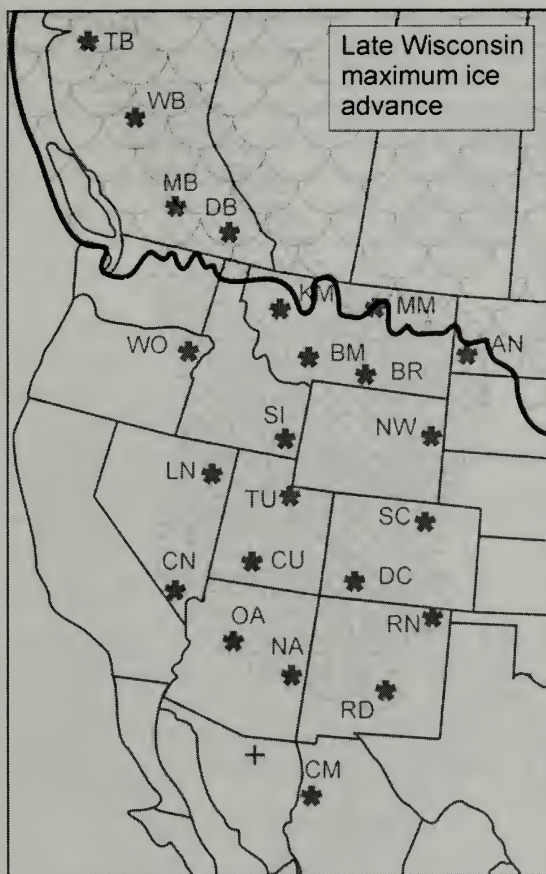 Late Wisconsin
maximum ice
advance
TB
WB
MB
DB
KM
MM
WO
BM
BR
AN
SI
NW
LN
TU
SC
CN
CU
DC
OA
NA
RN
RD
CM